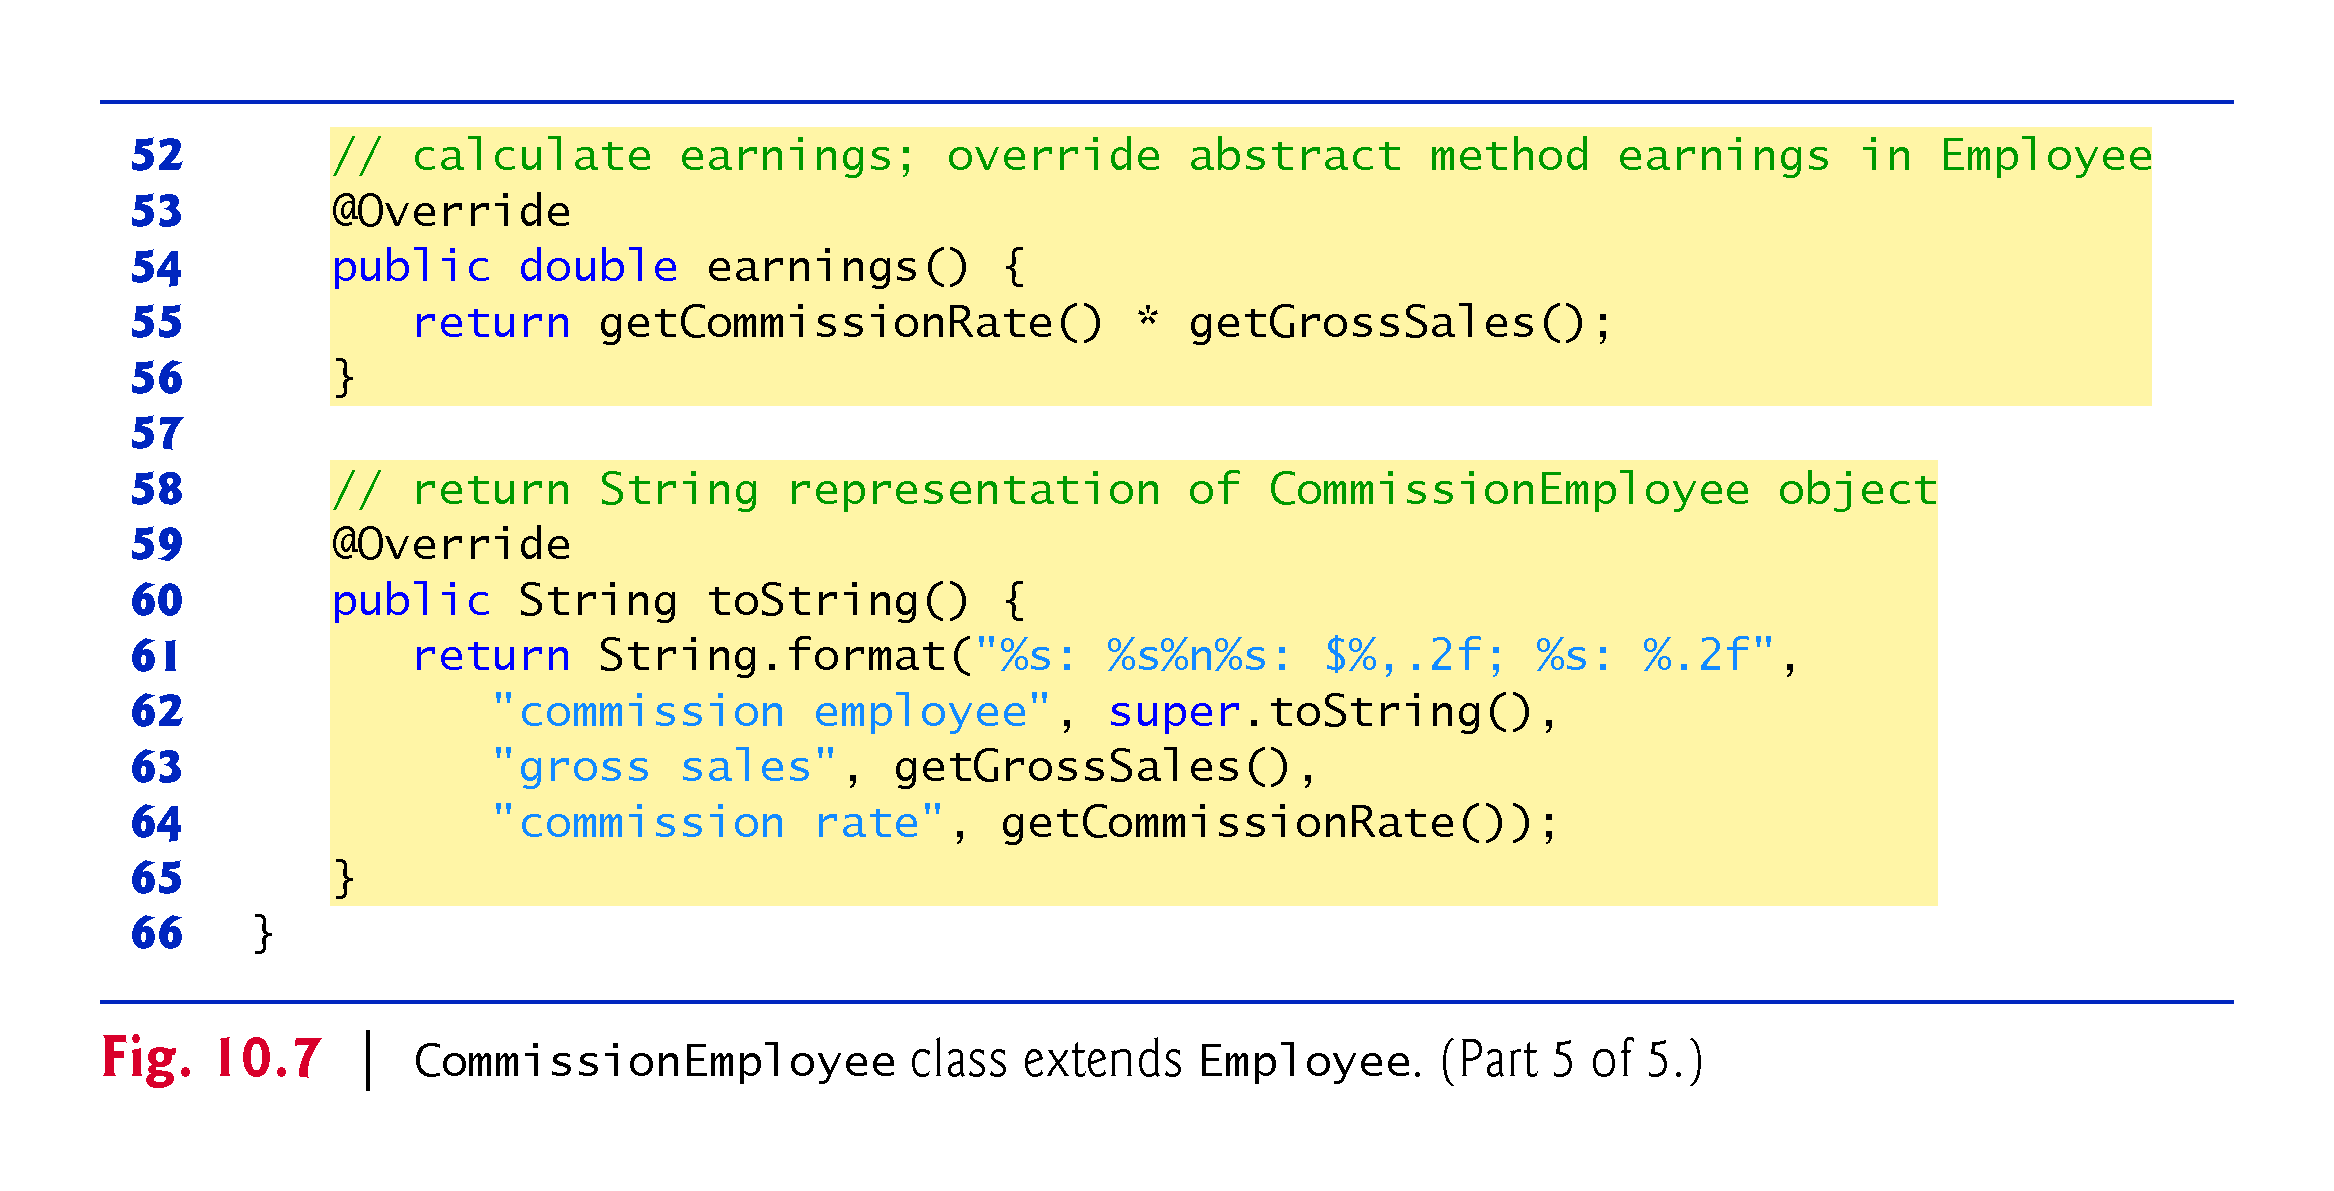 52 // calculate earnings; override abstract method earnings in Employee
53 @Override
54 public double earnings() {
55 return getCommissionRate() * getGrossSales();
56 }
57
58 // return String representation of CommissionEmployee object
59 @Override
60 public String toString() {
61 return String.format("%s: %s%n%s: $%,.2f; %s: %.2f",
62 "commission employee", super.toString(),
63 "gross sales", getGrossSales(),
64 "commission rate", getCommissionRate());
65 }
66 }
Fig. 10.7 | CommissionEmployee class extends Employee. (Part 5 of 5.)